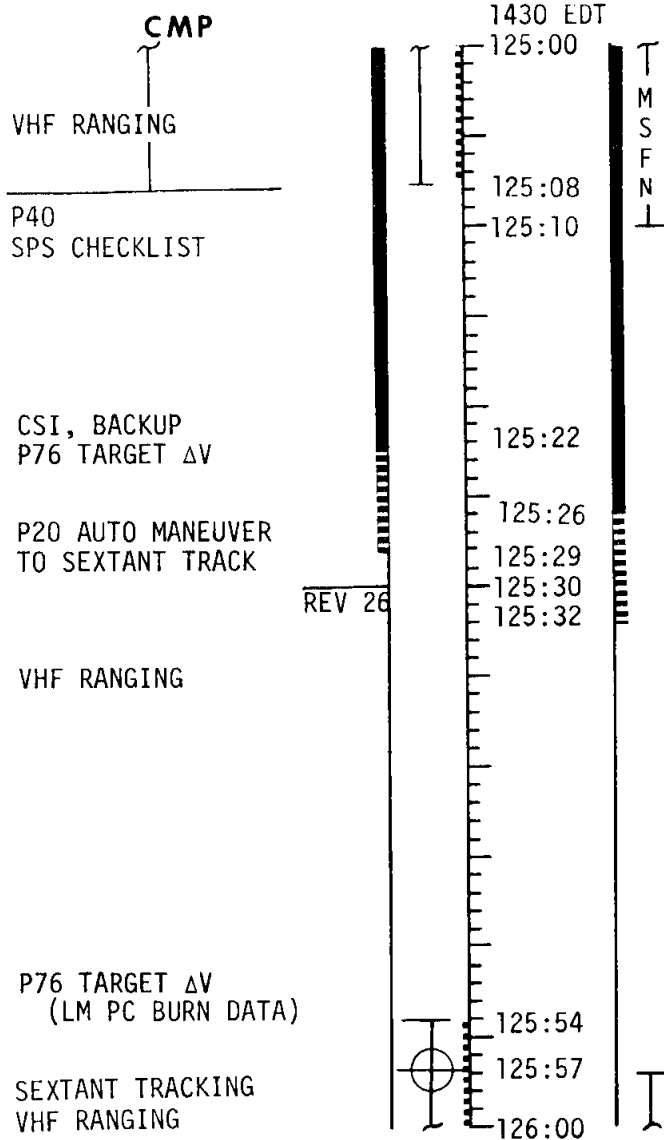 1430 EDT
CMP
125:00
VHF RANGING
MSFN
125:08
P40
125:10
SPS CHECKLIST
CSI, BACKUP
125:22
P76 TARGET ΔV
125:26
P20 AUTO MANEUVER
TO SEXTANT TRACK
125:29
125:30
REV 26
125:32
VHF RANGING
P76 TARGET ΔV
(LM PC BURN DATA)
125:54
125:57
SEXTANT TRACKING
VHF RANGING
126:00